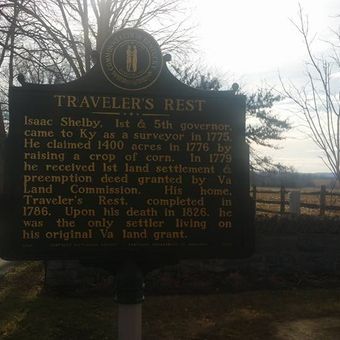 TRAVELER'S REST
Isaac Shelby, 1st & 5th governor,
came to Ky as a surveyor in 1775.
He claimed 1400 acres in 1776 by
raising a crop of corn. In 1779
he received 1st land settlement &
preemption deed granted by Va
Land Commission. His home,
Traveler's Rest, completed in
1786. Upon his death in 1826, he
was the only settler living on
his original Va land grant.